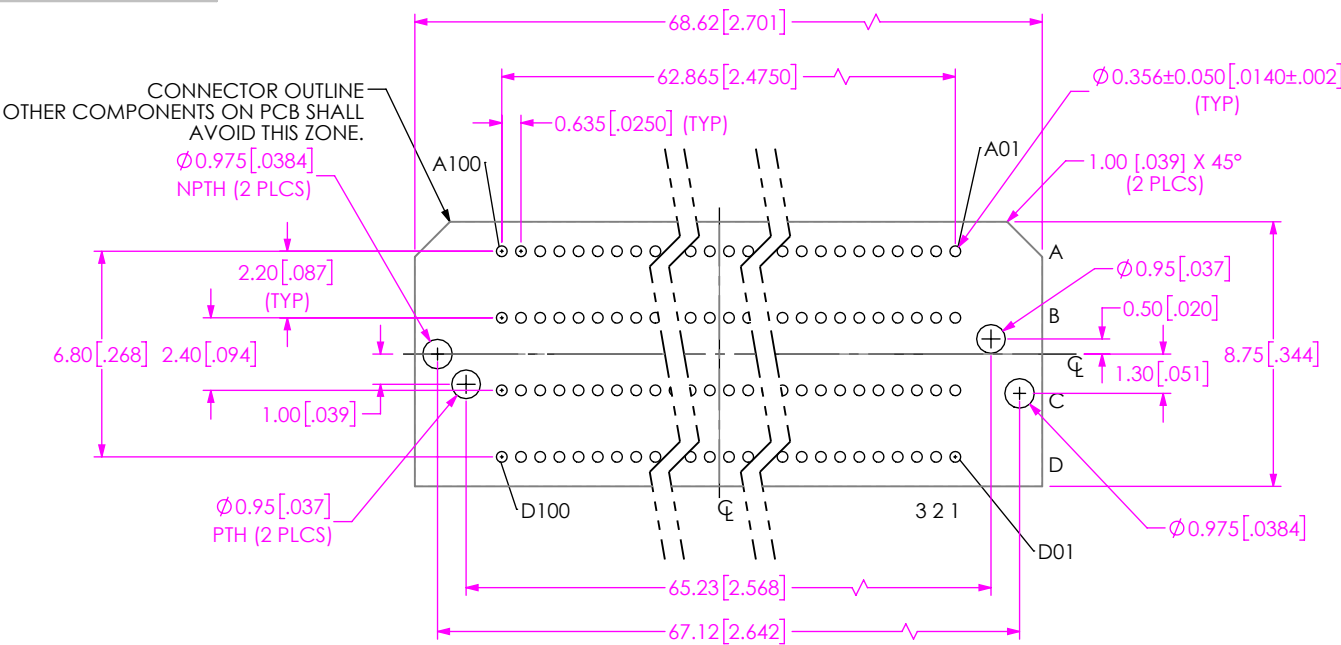 68.62[2.701]
62.865[2.4750]
CONNECTOR OUTLINE
OTHER COMPONENTS ON PCB SHALL
AVOID THIS ZONE.
Ø0.356±0.050[.0140±.002]
(TYP)
0.635[.0250] (TYP)
Ø0.975[.0384]
NPTH (2 PLCS)
A100
A01
1.00 [.039] X 45°
(2 PLCS)
A
2.20[.087]
(TYP)
Ø0.95[.037]
0.50[.020]
B
6.80[.268]
2.40[.094]
8.75[.344]
℄
1.30[.051]
1.00[.039]
C
D
Ø0.95[.037]
PTH (2 PLCS)
D100
℄
3 2 1
Ø0.975[.0384]
D01
65.23[2.568]
67.12[2.642]